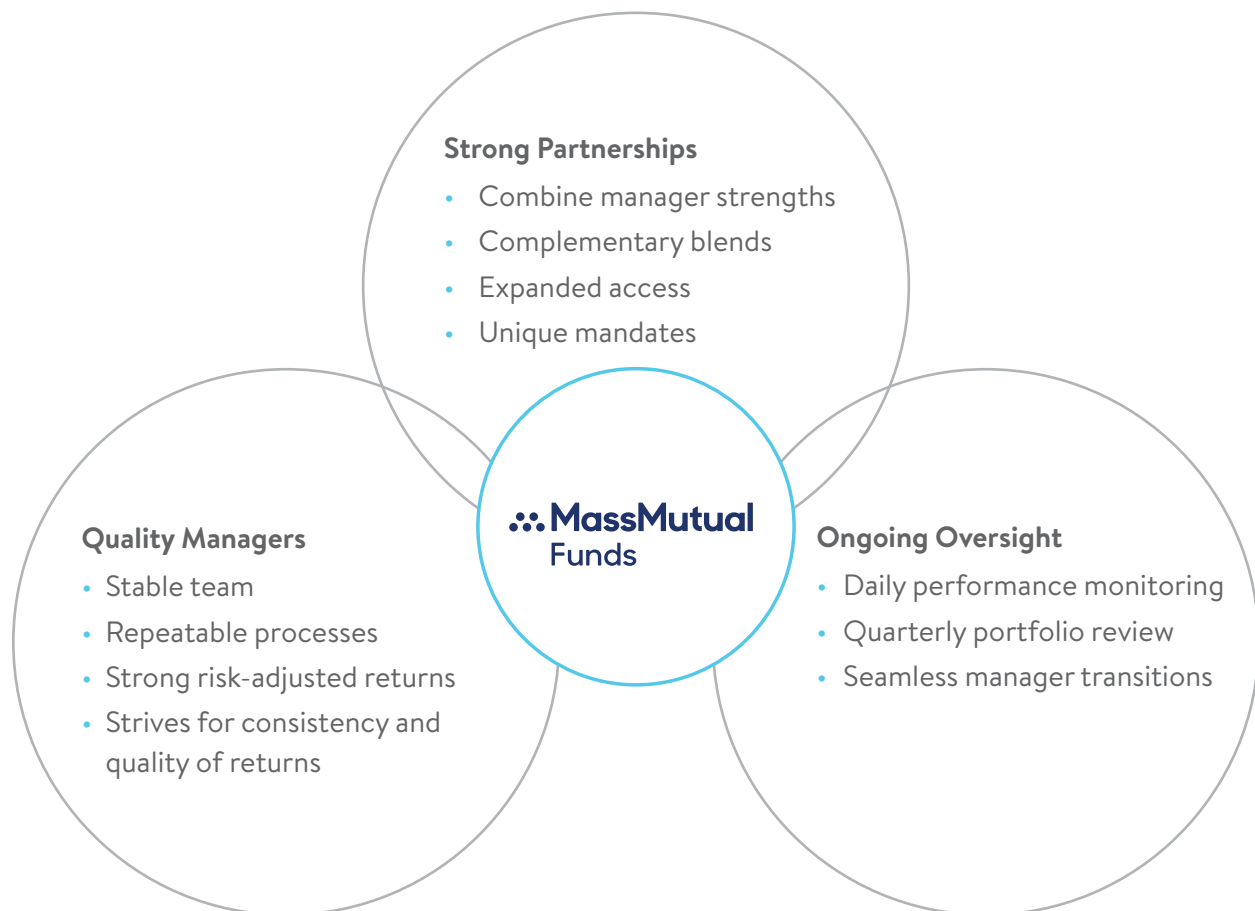 Strong Partnerships
• Combine manager strengths
• Complementary blends
• Expanded access
• Unique mandates
MassMutual
Funds
Quality Managers
• Stable team
• Repeatable processes
• Strong risk-adjusted returns
• Strives for consistency and
quality of returns
Ongoing Oversight
• Daily performance monitoring
• Quarterly portfolio review
• Seamless manager transitions